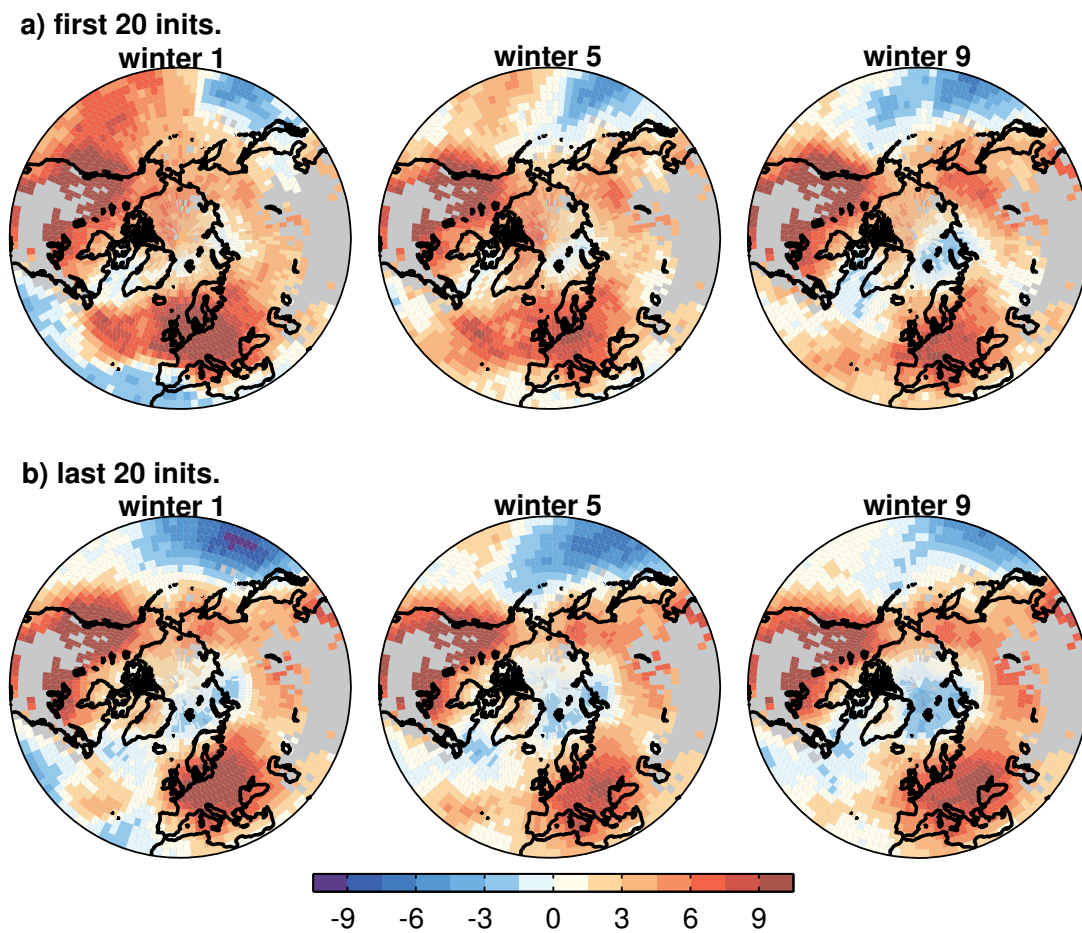 a) first 20 inits.
winter 1 winter 5 winter 9
b) last 20 inits.
winter 1 winter 5 winter 9
-9 -6 -3 0 3 6 9